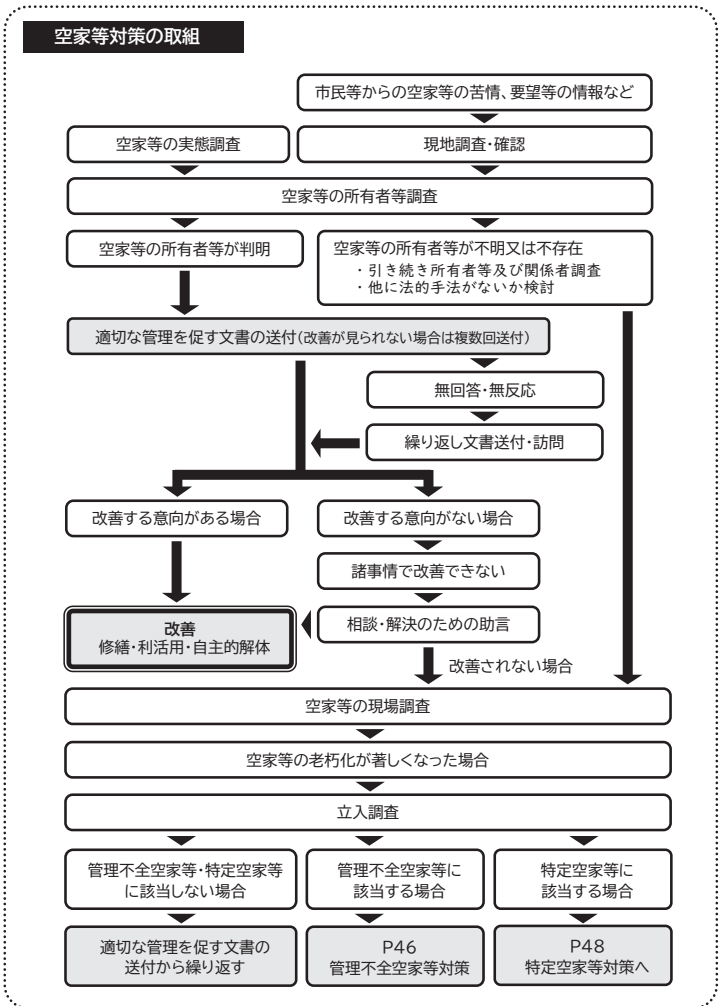 空家等対策の取組
市民等からの空家等の苦情、要望等の情報など
空家等の実態調査
現地調査・確認
空家等の所有者等調査
空家等の所有者等が判明
空家等の所有者等が不明又は不存在
・引き続き所有者等及び関係者調査
・他に法的手法がないか検討
適切な管理を促す文書の送付(改善が見られない場合は複数回送付)
無回答・無反応
繰り返し文書送付・訪問
改善する意向がある場合
改善する意向がない場合
諸事情で改善できない
改善
修繕・利活用・自主的解体
相談・解決のための助言
改善されない場合
空家等の現場調査
空家等の老朽化が著しくなった場合
立入調査
管理不全空家等・特定空家等
に該当しない場合
管理不全空家等に
該当する場合
特定空家等に
該当する場合
適切な管理を促す文書の
送付から繰り返す
P46
管理不全空家等対策
P48
特定空家等対策へ